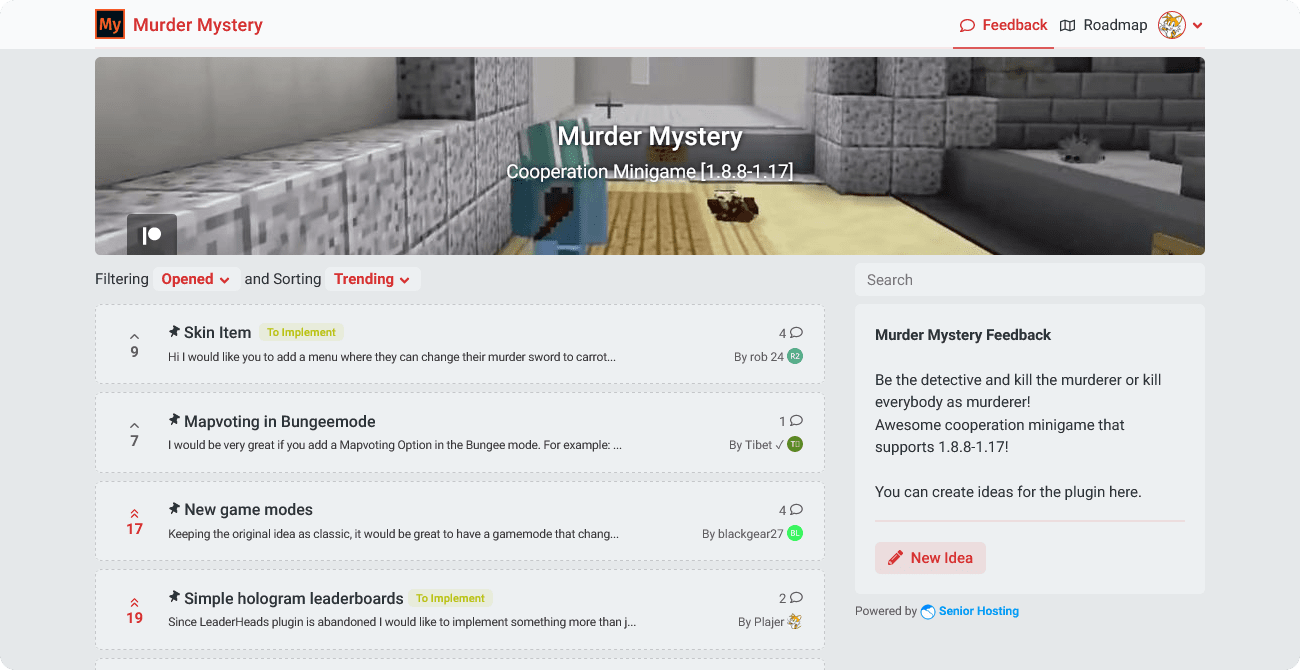 My Murder Mystery
Feedback Roadmap
Murder Mystery
Cooperation Minigame [1.8.8-1.17]
Filtering Opened and Sorting Trending
Search
9
Skin Item To Implement 4
Hi I would like you to add a menu where they can change their murder sword to carrot...
By rob 24 R2
7
Mapvoting in Bungeemode 1
I would be very great if you add a Mapvoting Option in the Bungee mode. For example: ...
By Tibet ✓
17
New game modes 4
Keeping the original idea as classic, it would be great to have a gamemode that chang...
By blackgear27 BL
19
Simple hologram leaderboards To Implement 2
Since LeaderHeads plugin is abandoned I would like to implement something more than j...
By Plajer
Murder Mystery Feedback
Be the detective and kill the murderer or kill
everybody as murderer!
Awesome cooperation minigame that
supports 1.8.8-1.17!
You can create ideas for the plugin here.
New Idea
Powered by Senior Hosting